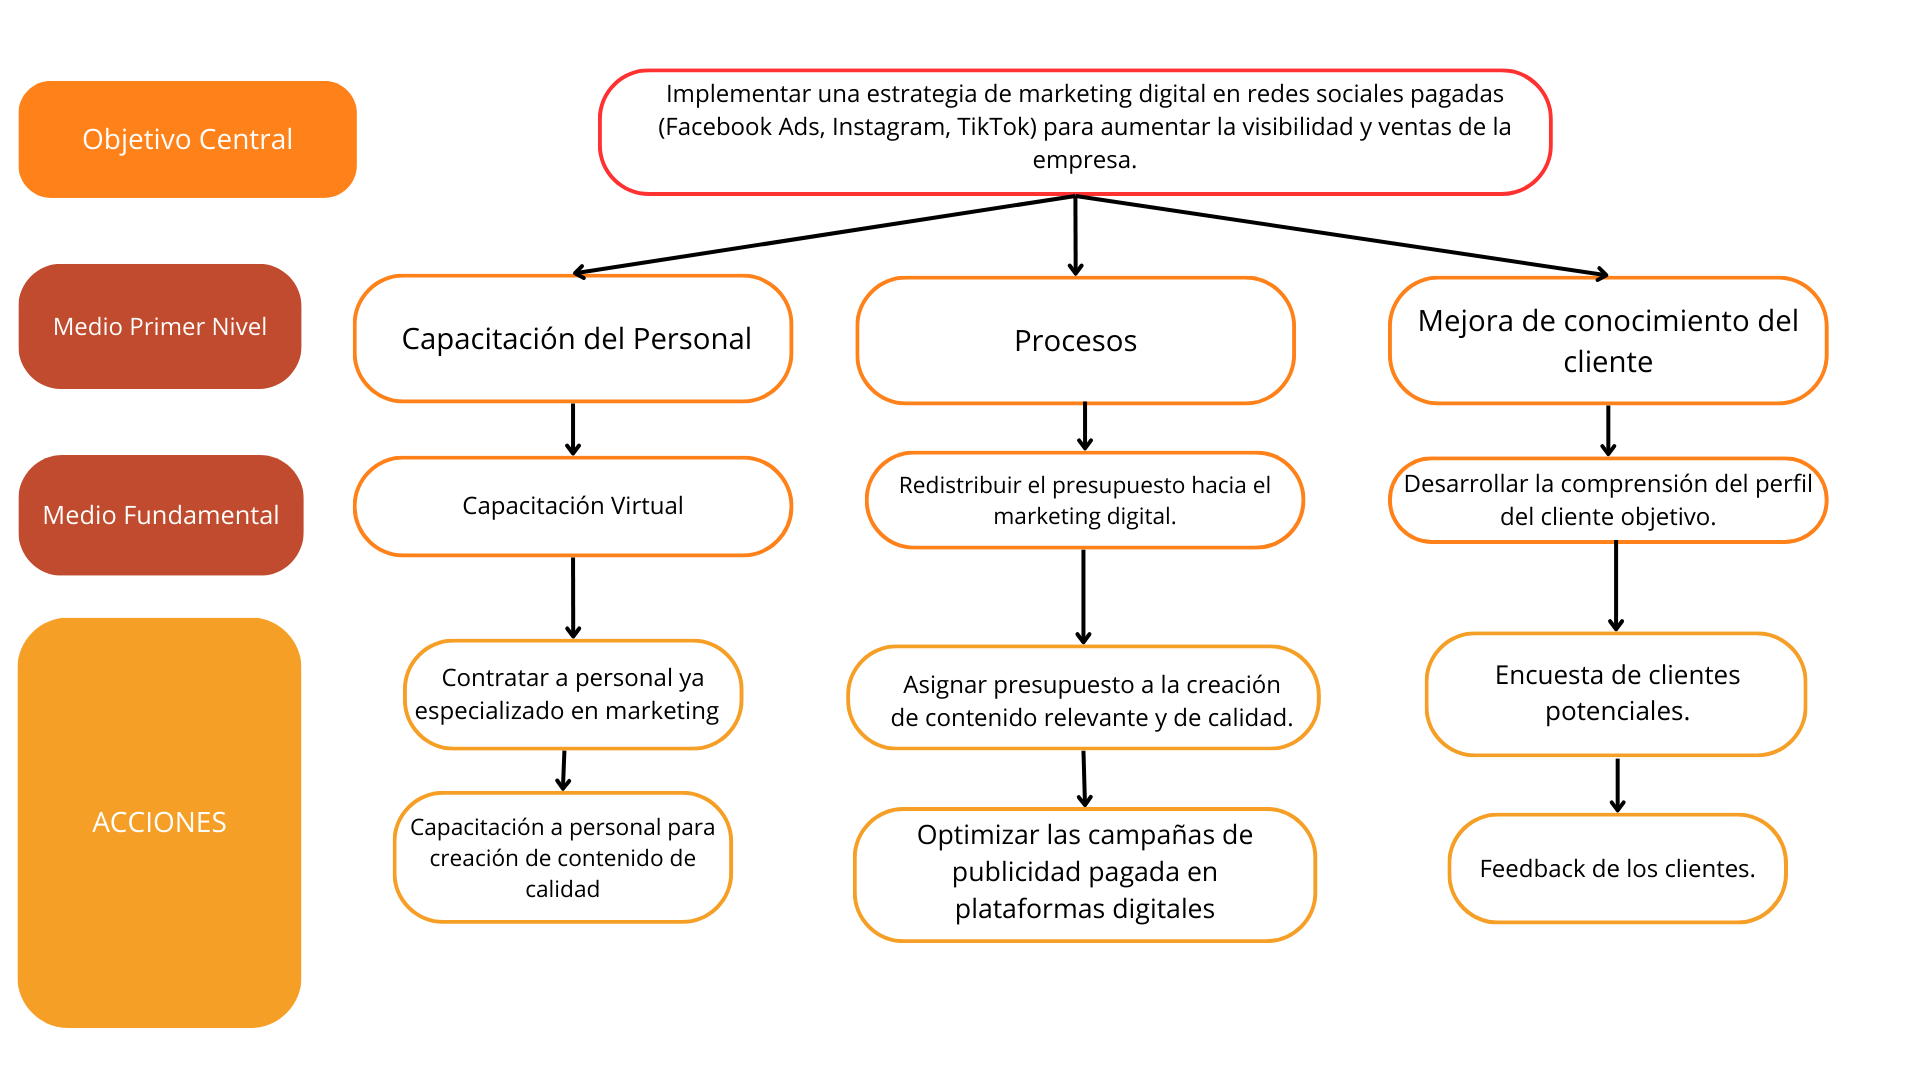 Objetivo Central
Implementar una estrategia de marketing digital en redes sociales pagadas
(Facebook Ads, Instagram, TikTok) para aumentar la visibilidad y ventas de la
empresa.
Medio Primer Nivel
Capacitación del Personal
Procesos
Mejora de conocimiento del
cliente
Medio Fundamental
Capacitación Virtual
Redistribuir el presupuesto hacia el
marketing digital.
Desarrollar la comprensión del perfil
del cliente objetivo.
ACCIONES
Contratar a personal ya
especializado en marketing
Asignar presupuesto a la creación
de contenido relevante y de calidad.
Encuesta de clientes
potenciales.
Capacitación a personal para
creación de contenido de
calidad
Optimizar las campañas de
publicidad pagada en
plataformas digitales
Feedback de los clientes.